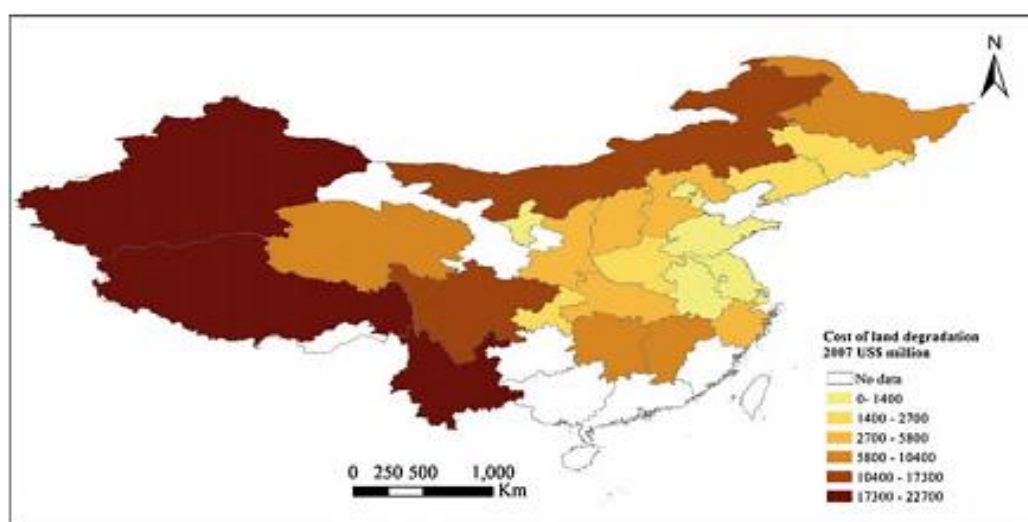 N
Cost of land degradation
2007 US$ million
No data
0- 1400
1400 - 2700
2700 - 5800
5800 - 10400
10400 - 17300
17300 - 22700
0 250 500 1,000
Km